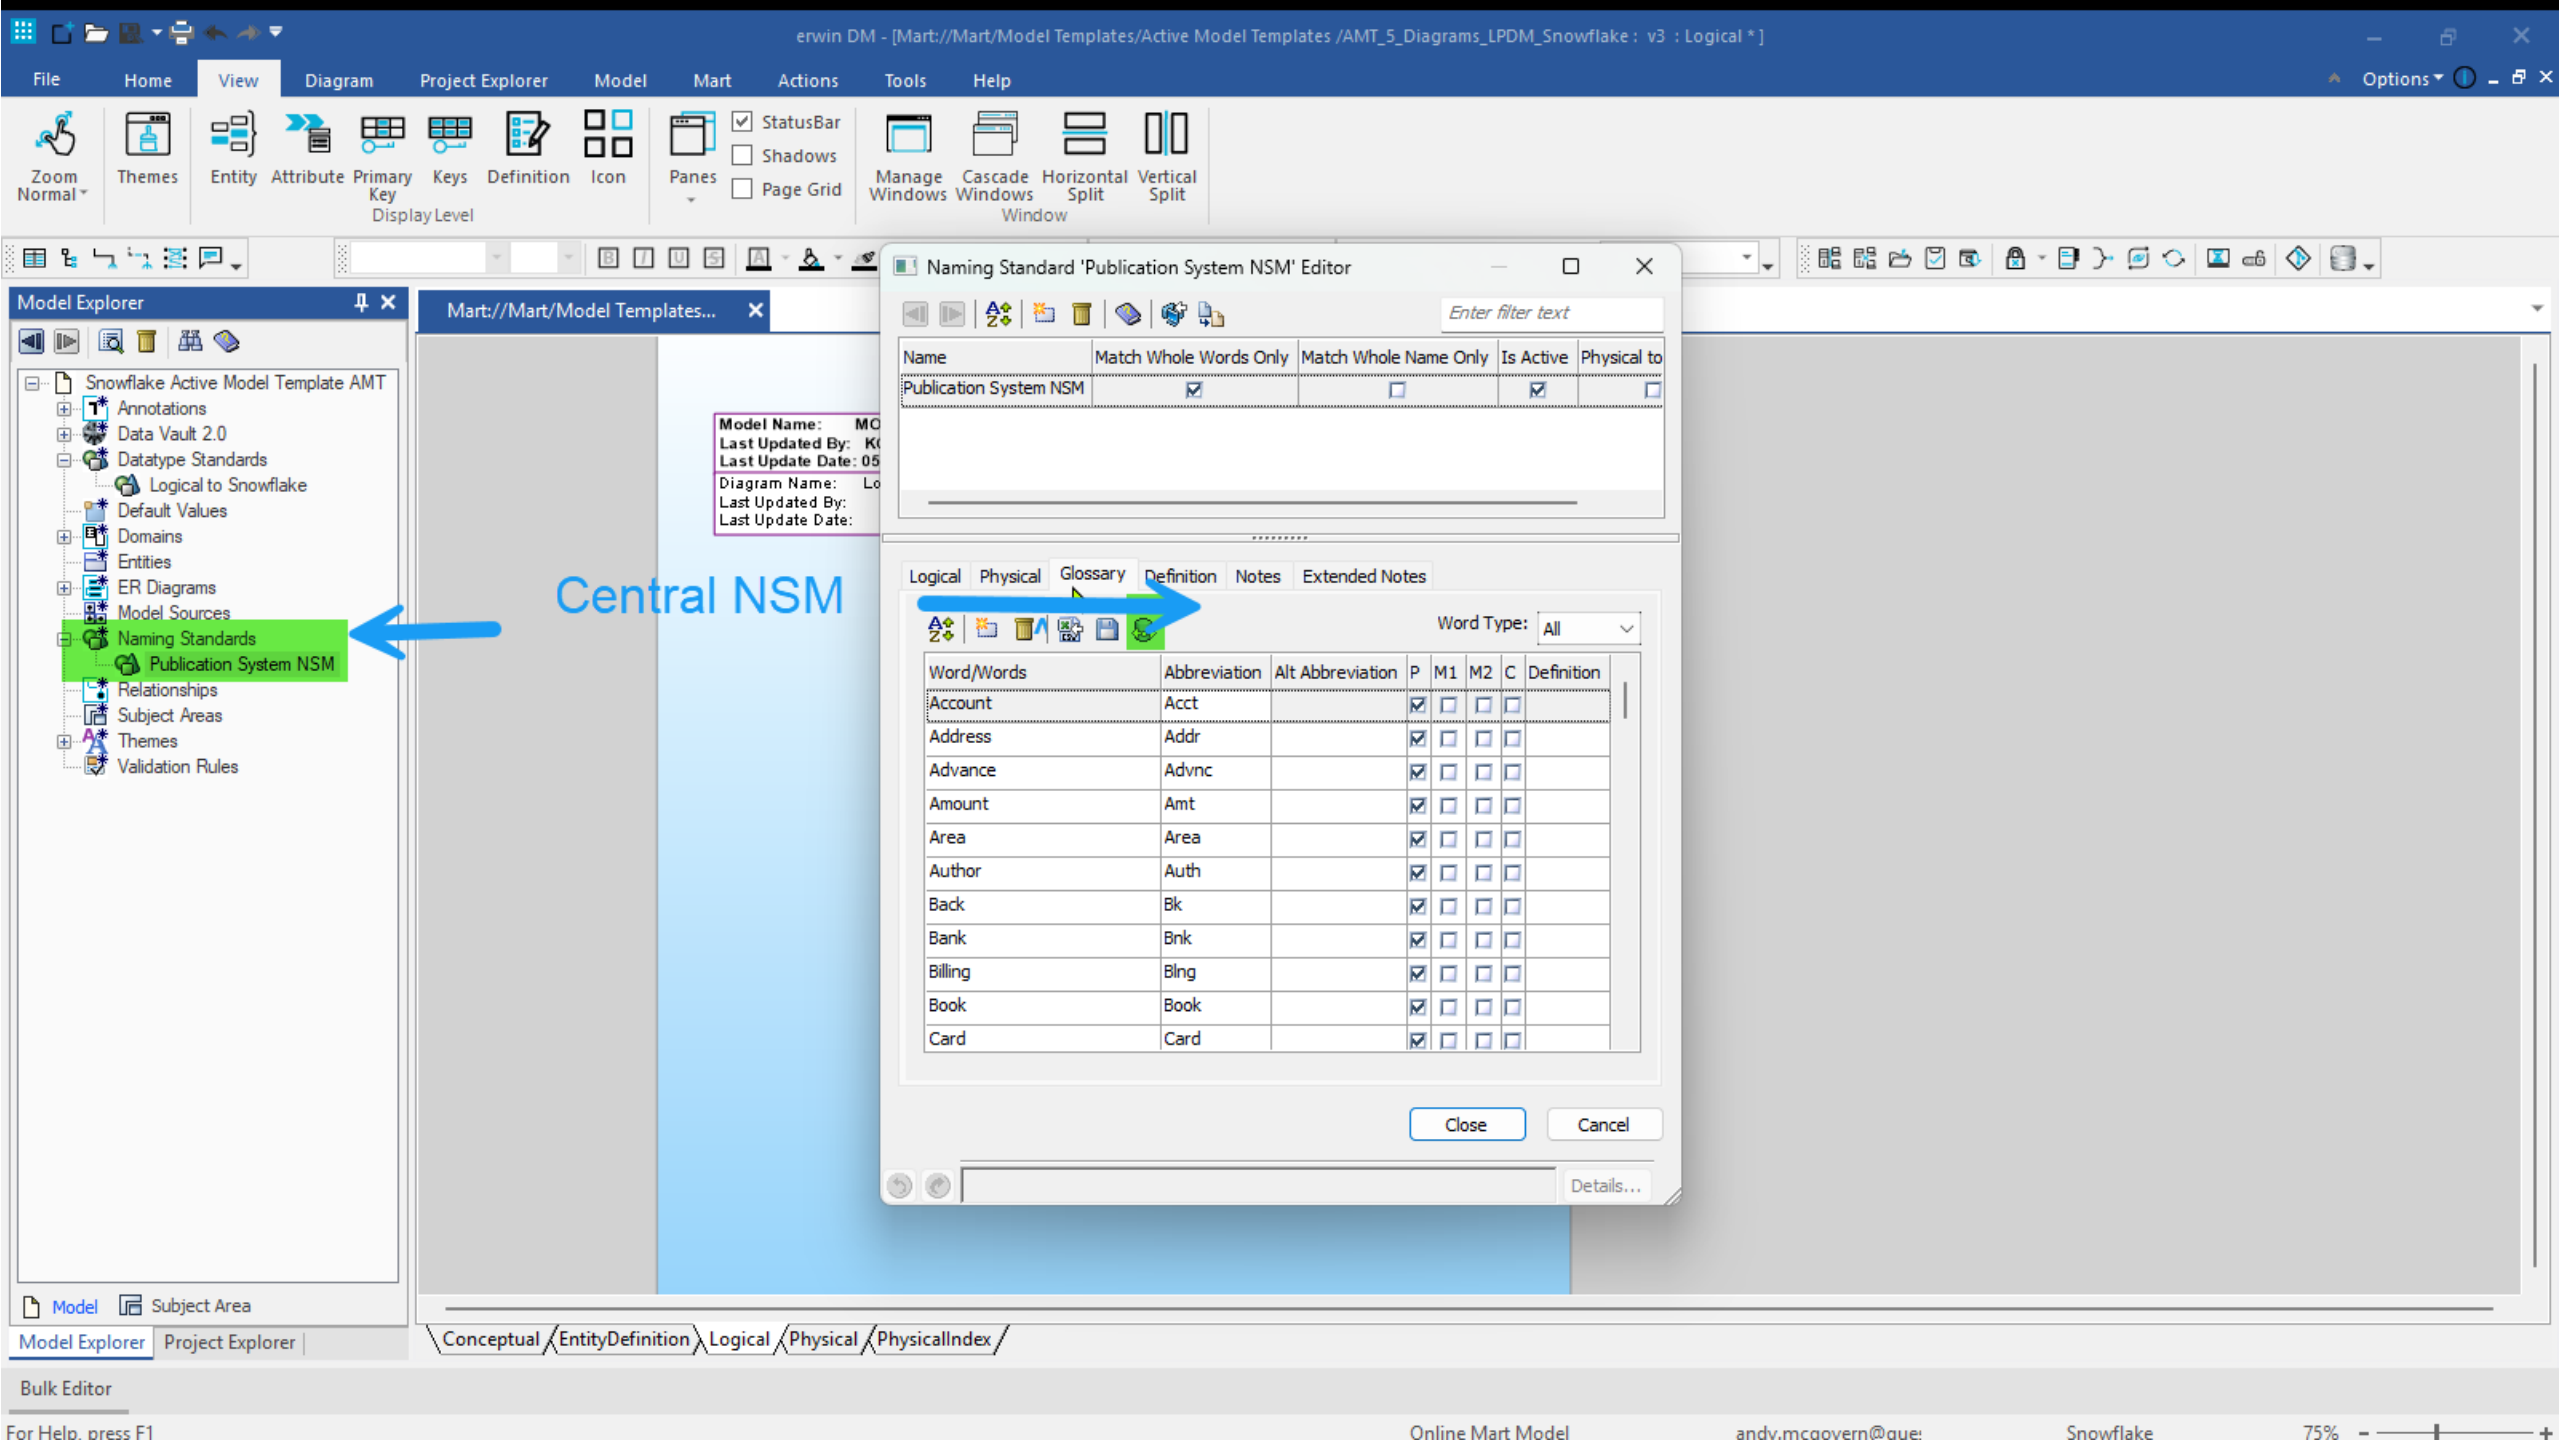 erwin DM - [Mart://Mart/Model Templates/Active Model Templates /AMT_5_Diagrams_LPDM_Snowflake : v3 : Logical * ]
File Home View Diagram Project Explorer Model Mart Actions Tools Help Options
Zoom Normal Themes Entity Attribute Primary Key Keys Definition Icon Panes Manage Windows Cascade Windows Horizontal Split Vertical Split
StatusBar
Shadows
Page Grid
Display Level Window
B I U S A
Model Explorer
Mart://Mart/Model Templates...
Snowflake Active Model Template AMT
Annotations
Data Vault 2.0
Datatype Standards
Logical to Snowflake
Default Values
Domains
Entities
ER Diagrams
Model Sources
Naming Standards
Publication System NSM
Relationships
Subject Areas
Themes
Validation Rules
Model Subject Area
Model Explorer Project Explorer
Model Name: MO
Last Updated By: KC
Last Update Date: 05
Diagram Name: Lo
Last Updated By:
Last Update Date:
Central NSM
Naming Standard 'Publication System NSM' Editor
Enter filter text
Name Match Whole Words Only Match Whole Name Only Is Active Physical to
Publication System NSM
Logical Physical Glossary Definition Notes Extended Notes
Word Type: All
Word/Words Abbreviation Alt Abbreviation P M1 M2 C Definition
Account Acct
Address Addr
Advance Advnc
Amount Amt
Area Area
Author Auth
Back Bk
Bank Bnk
Billing Blng
Book Book
Card Card
Close Cancel
Details...
Conceptual EntityDefinition Logical Physical PhysicalIndex
Bulk Editor
For Help, press F1 Online Mart Model andy.mcgovern@que Snowflake 75%